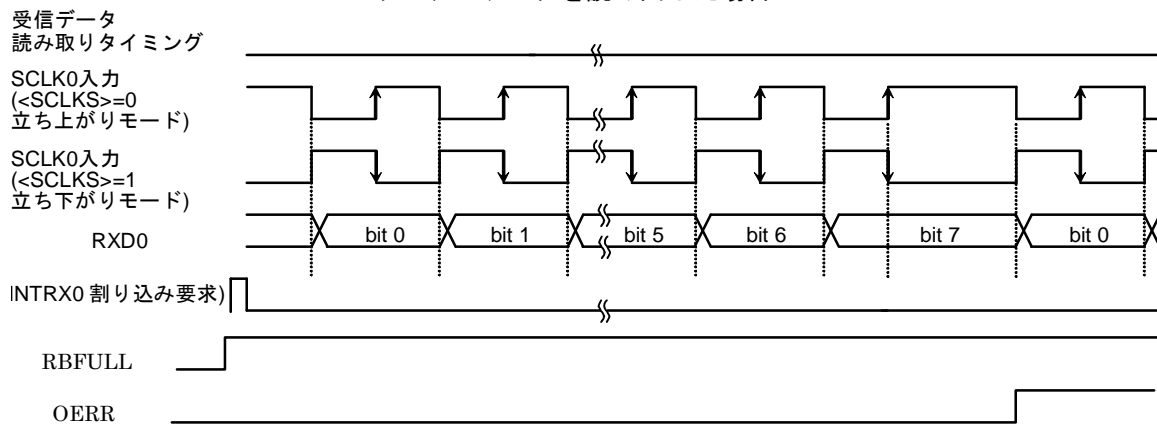 受信データ
読み取りタイミング
SCLK0入力
(<SCLKS>=0
立ち上がりモード)
SCLK0入力
(<SCLKS>=1
立ち下がりモード)
RXD0
bit 0
bit 1
bit 5
bit 6
bit 7
bit 0
INTRX0 割り込み要求)
RBFULL
OERR